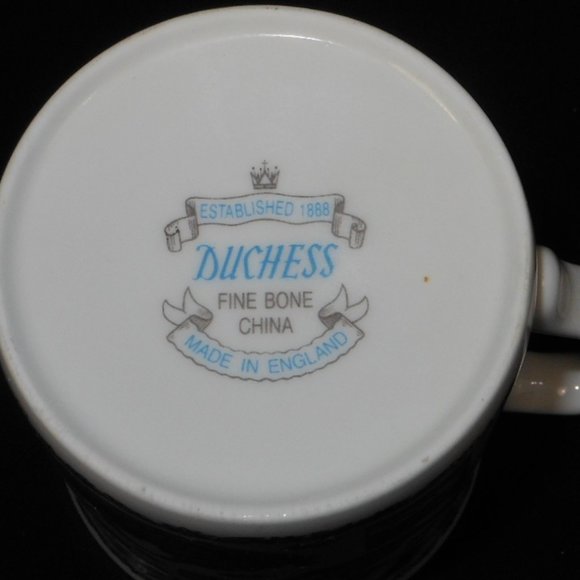 ESTABLISHED 1888
DUCHESS
FINE BONE
CHINA
MADE IN ENGLAND